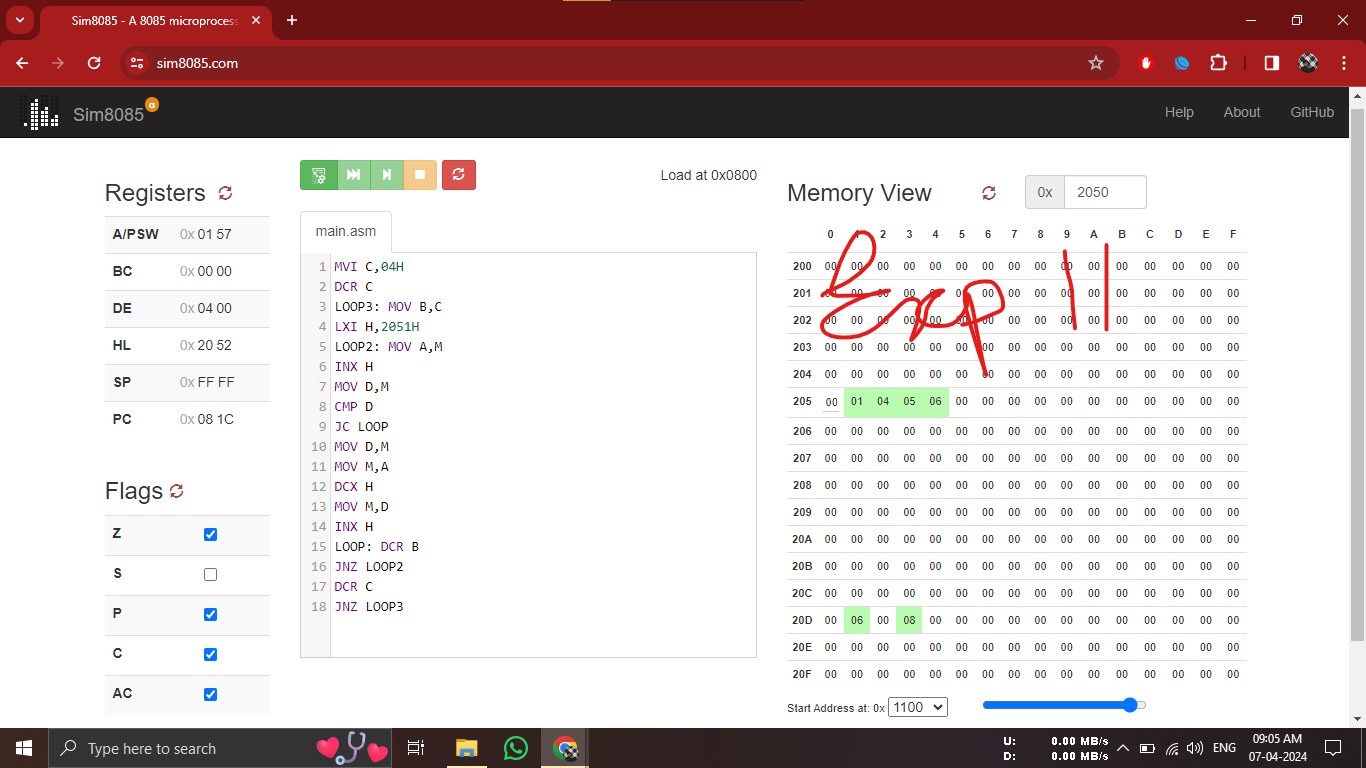 Sim8085 - A 8085 microprocess
sim8085.com
Sim8085 α
Help About GitHub
Registers
A/PSW 0x 01 57
BC 0x 00 00
DE 0x 04 00
HL 0x 20 52
SP 0x FF FF
PC 0x 08 1C
Flags
Z
S
P
C
AC
Load at 0x0800
main.asm
1 MVI C,04H
2 DCR C
3 LOOP3: MOV B,C
4 LXI H,2051H
5 LOOP2: MOV A,M
6 INX H
7 MOV D,M
8 CMP D
9 JC LOOP
10 MOV D,M
11 MOV M,A
12 DCX H
13 MOV M,D
14 INX H
15 LOOP: DCR B
16 JNZ LOOP2
17 DCR C
18 JNZ LOOP3
Memory View 0x 2050
0 1 2 3 4 5 6 7 8 9 A B C D E F
200 00 00 00 00 00 00 00 00 00 00 00 00 00 00 00 00
201 00 00 00 00 00 00 00 00 00 00 00 00 00 00 00 00
202 00 00 00 00 00 00 00 00 00 00 00 00 00 00 00 00
203 00 00 00 00 00 00 00 00 00 00 00 00 00 00 00 00
204 00 00 00 00 00 00 00 00 00 00 00 00 00 00 00 00
205 00 01 04 05 06 00 00 00 00 00 00 00 00 00 00 00
206 00 00 00 00 00 00 00 00 00 00 00 00 00 00 00 00
207 00 00 00 00 00 00 00 00 00 00 00 00 00 00 00 00
208 00 00 00 00 00 00 00 00 00 00 00 00 00 00 00 00
209 00 00 00 00 00 00 00 00 00 00 00 00 00 00 00 00
20A 00 00 00 00 00 00 00 00 00 00 00 00 00 00 00 00
20B 00 00 00 00 00 00 00 00 00 00 00 00 00 00 00 00
20C 00 00 00 00 00 00 00 00 00 00 00 00 00 00 00 00
20D 00 06 00 08 00 00 00 00 00 00 00 00 00 00 00 00
20E 00 00 00 00 00 00 00 00 00 00 00 00 00 00 00 00
20F 00 00 00 00 00 00 00 00 00 00 00 00 00 00 00 00
Start Address at: 0x 1100
Exp 11
Type here to search
U: 0.00 MB/s
D: 0.00 MB/s
ENG
09:05 AM
07-04-2024